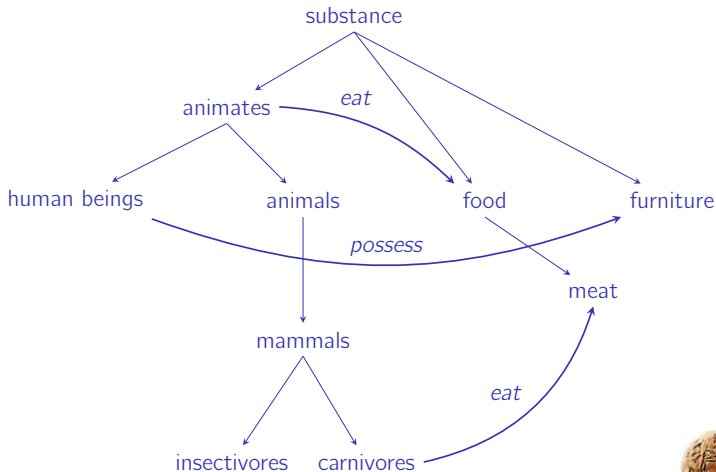 substance
eat
animates
human beings
animals
food
furniture
possess
meat
mammals
eat
insectivores
carnivores